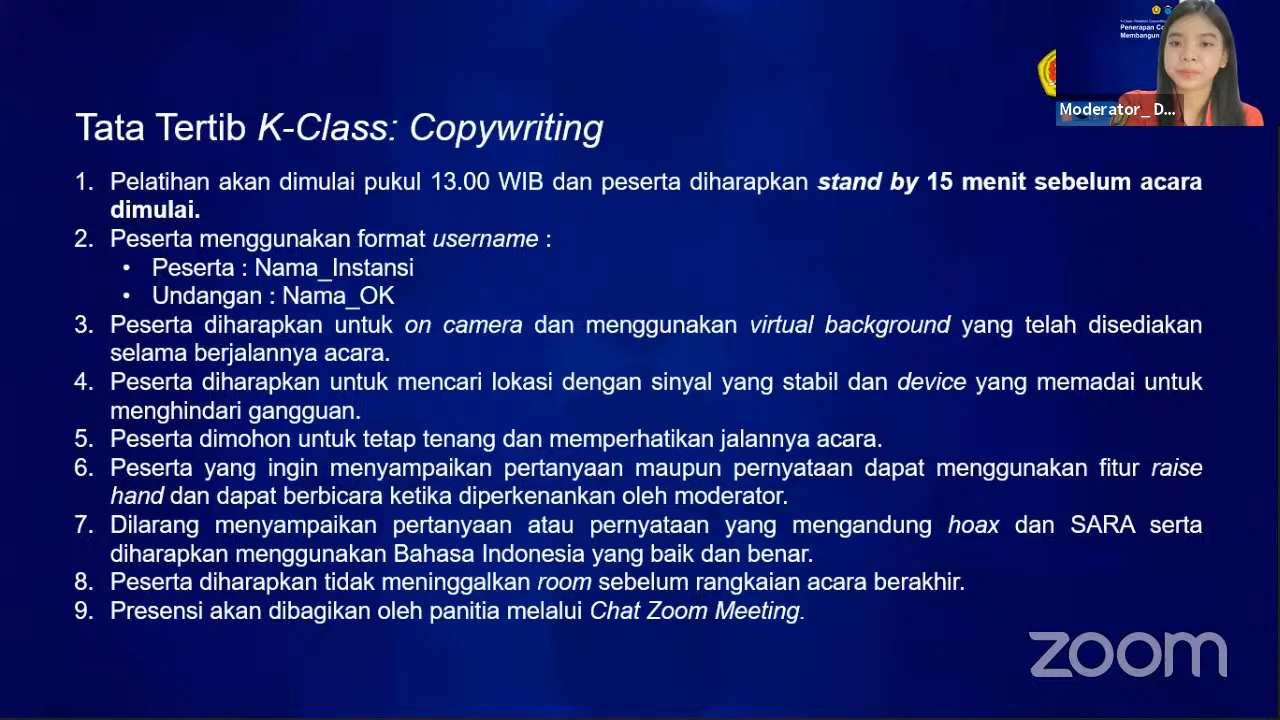 K-Class: Pelatihan Copywriting
Penerapan Co
Membangun
Moderator_ D...
Tata Tertib K-Class: Copywriting
1. Pelatihan akan dimulai pukul 13.00 WIB dan peserta diharapkan stand by 15 menit sebelum acara
dimulai.
2. Peserta menggunakan format username :
• Peserta : Nama_Instansi
• Undangan : Nama_OK
3. Peserta diharapkan untuk on camera dan menggunakan virtual background yang telah disediakan
selama berjalannya acara.
4. Peserta diharapkan untuk mencari lokasi dengan sinyal yang stabil dan device yang memadai untuk
menghindari gangguan.
5. Peserta dimohon untuk tetap tenang dan memperhatikan jalannya acara.
6. Peserta yang ingin menyampaikan pertanyaan maupun pernyataan dapat menggunakan fitur raise
hand dan dapat berbicara ketika diperkenankan oleh moderator.
7. Dilarang menyampaikan pertanyaan atau pernyataan yang mengandung hoax dan SARA serta
diharapkan menggunakan Bahasa Indonesia yang baik dan benar.
8. Peserta diharapkan tidak meninggalkan room sebelum rangkaian acara berakhir.
9. Presensi akan dibagikan oleh panitia melalui Chat Zoom Meeting.
zoom